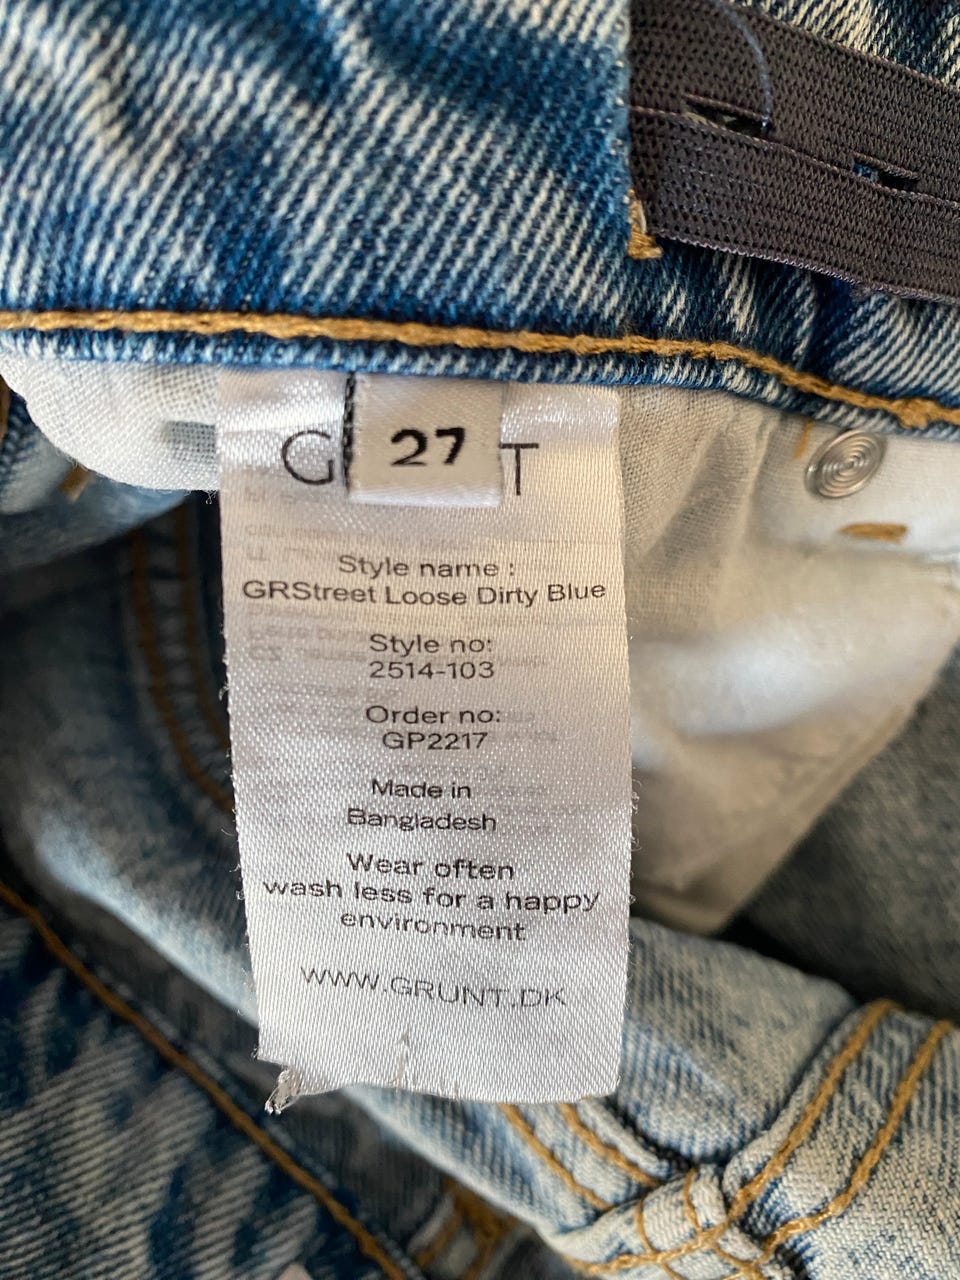 27
Style name :
GRStreet Loose Dirty Blue
Style no:
2514-103
Order no:
GP2217
Made in
Bangladesh
Wear often
wash less for a happy
environment
WWW.GRUNT.DK